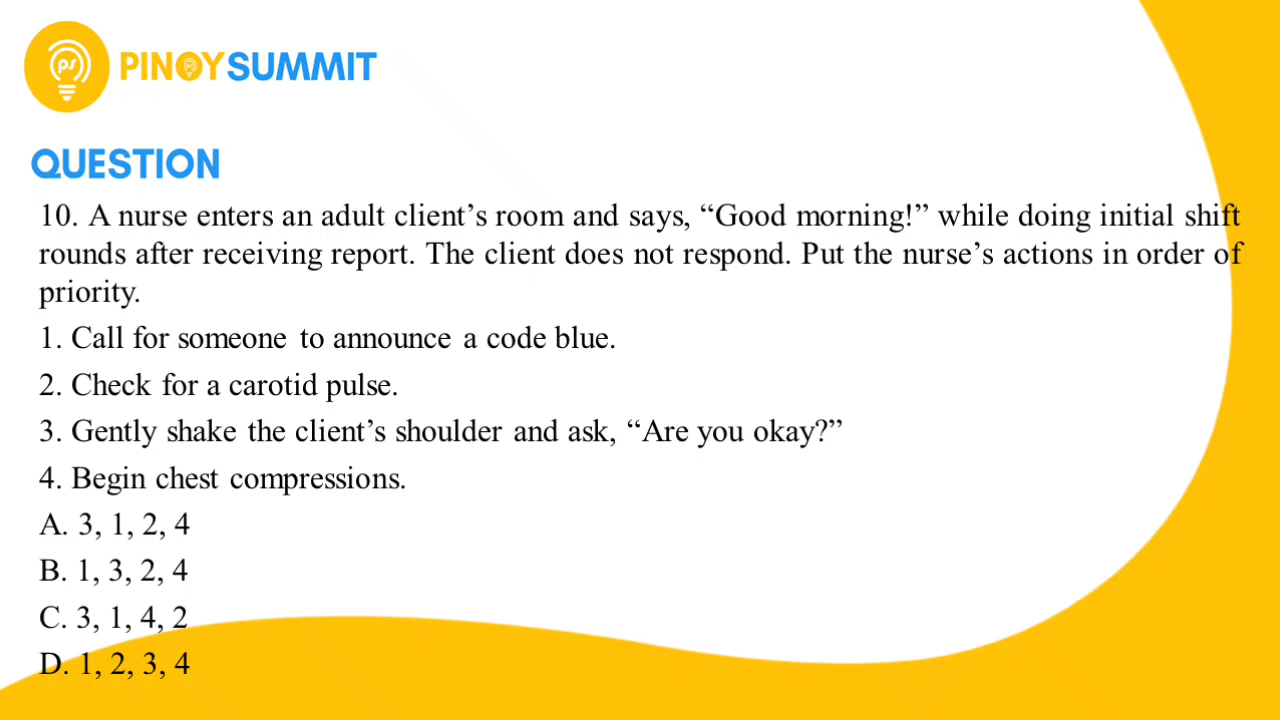 PINOYSUMMIT
QUESTION
10. A nurse enters an adult client’s room and says, “Good morning!” while doing initial shift
rounds after receiving report. The client does not respond. Put the nurse’s actions in order of
priority.
1. Call for someone to announce a code blue.
2. Check for a carotid pulse.
3. Gently shake the client’s shoulder and ask, “Are you okay?”
4. Begin chest compressions.
A. 3, 1, 2, 4
B. 1, 3, 2, 4
C. 3, 1, 4, 2
D. 1, 2, 3, 4